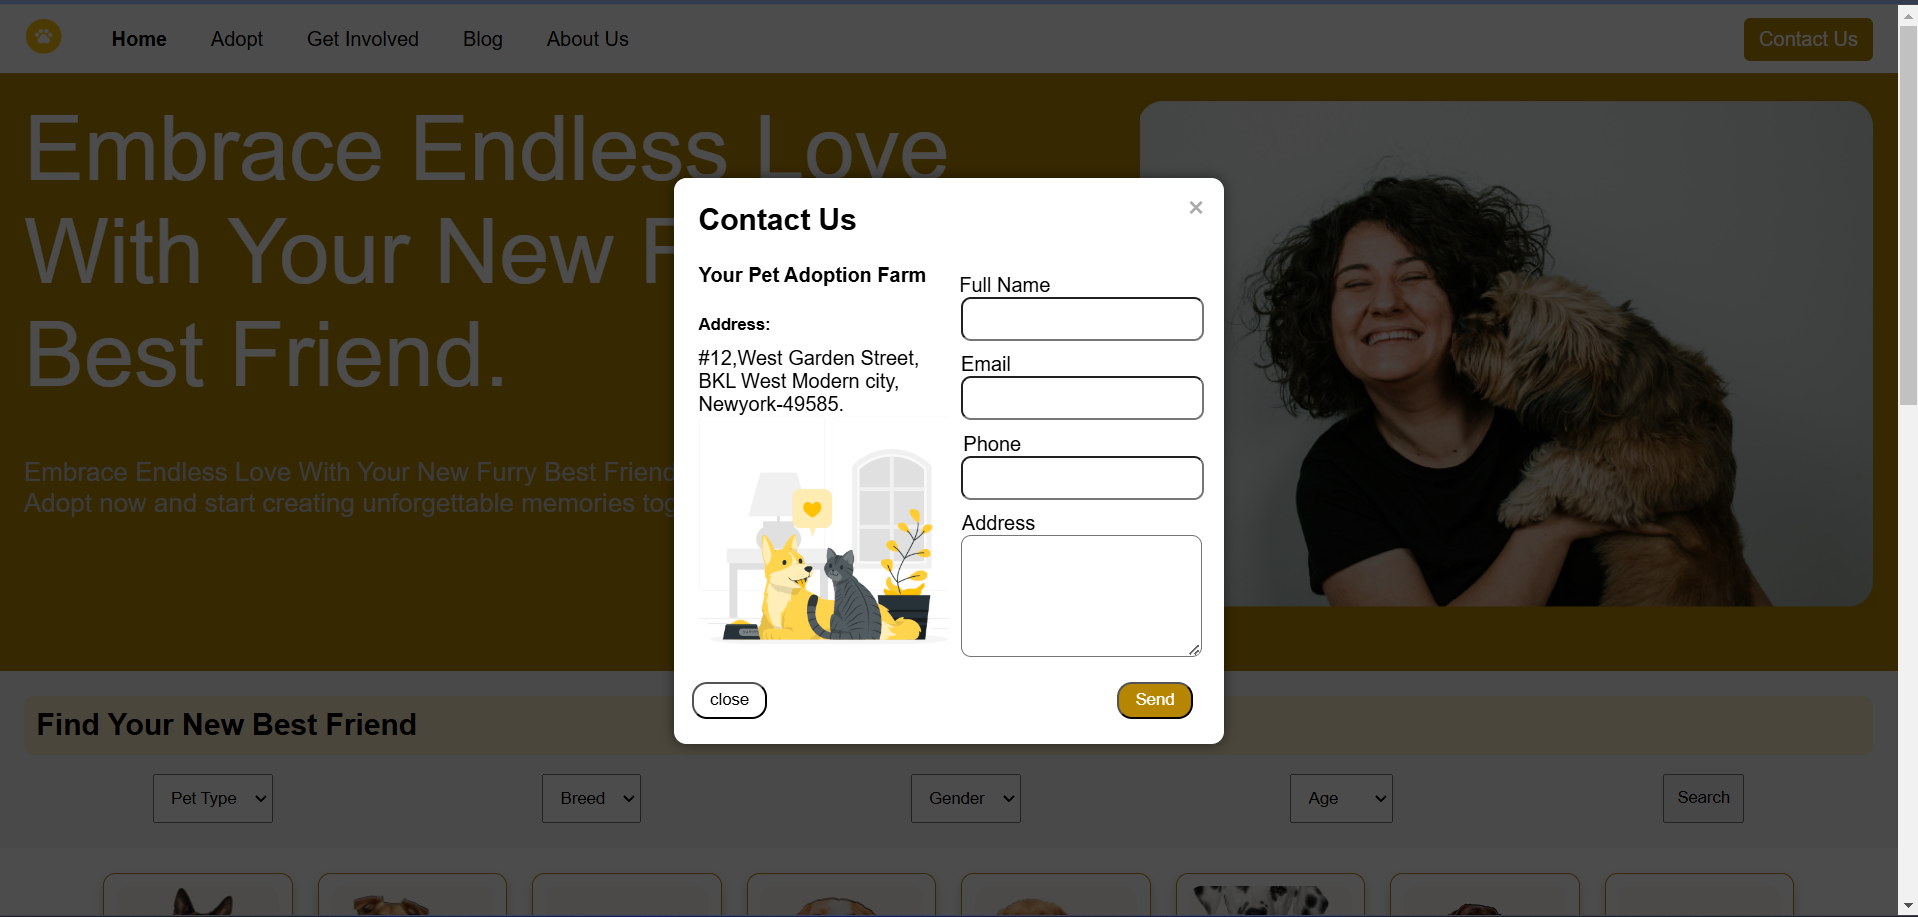 Home
Adopt
Get Involved
Blog
About Us
Contact Us
Embrace Endless Love
With Your New F
Best Friend.
Embrace Endless Love With Your New Furry Best Friend
Adopt now and start creating unforgettable memories tog
Contact Us
×
Your Pet Adoption Farm
Address:
#12,West Garden Street,
BKL West Modern city,
Newyork-49585.
Full Name
Email
Phone
Address
close
Send
Find Your New Best Friend
Pet Type
Breed
Gender
Age
Search